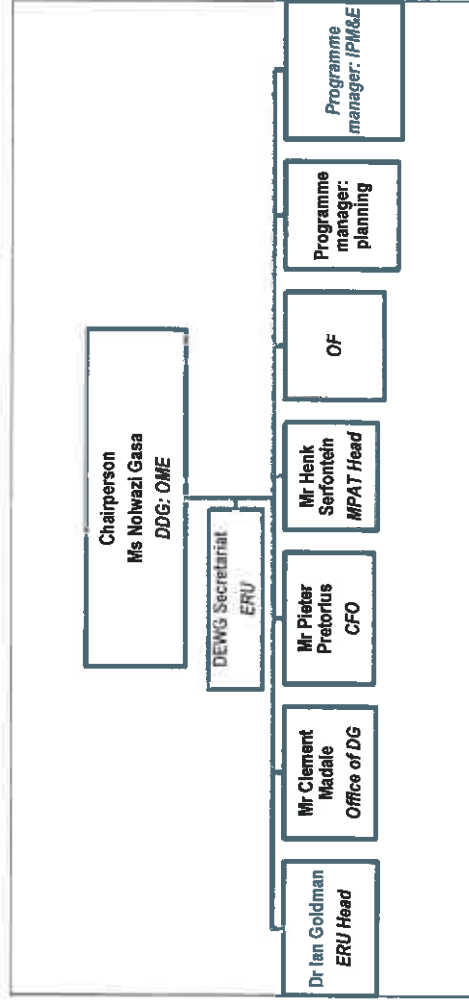 Chairperson
Ms Nolwazi Gasa
DDG: OME
DEWG Secretariat
ERU
Dr Ian Goldman
ERU Head
Mr Clement
Madale
Office of DG
Mr Pieter
Pretorius
CFO
Mr Henk
Serfontein
MPAT Head
OF
Programme
manager:
planning
Programme
manager: IPM&E